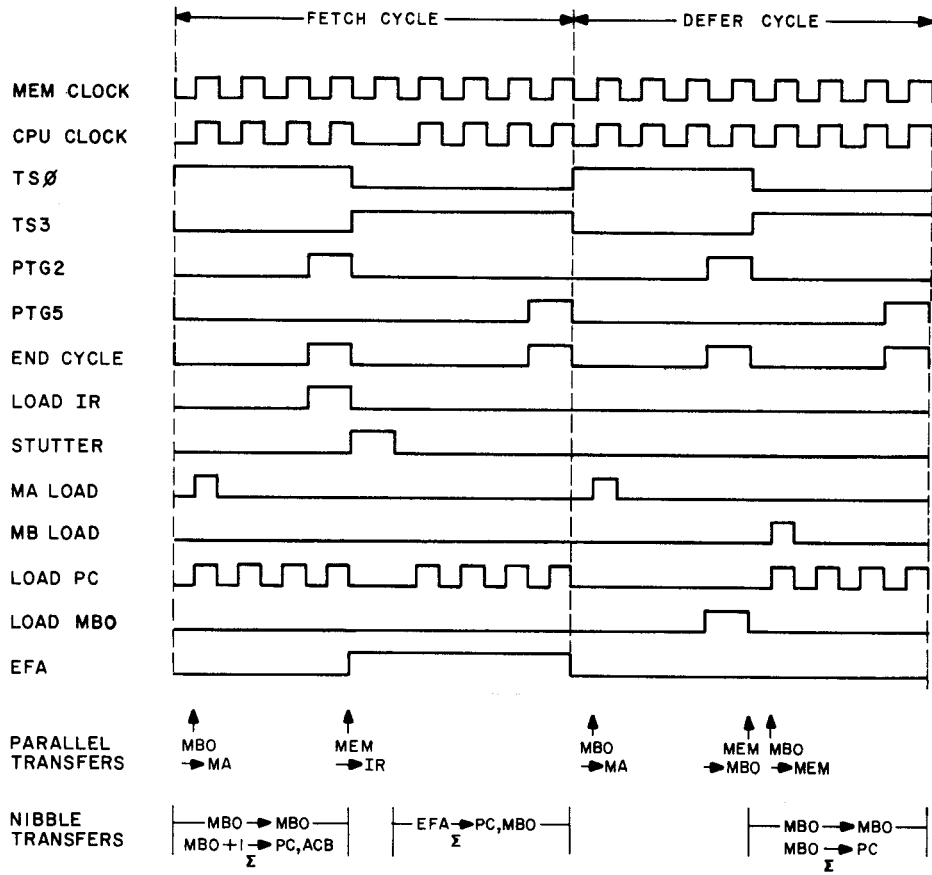 FETCH CYCLE DEFER CYCLE
MEM CLOCK
CPU CLOCK
TSØ
TS3
PTG2
PTG5
END CYCLE
LOAD IR
STUTTER
MA LOAD
MB LOAD
LOAD PC
LOAD MBO
EFA
PARALLEL TRANSFERS
MBO →MA
MEM →IR
MBO →MA
MEM →MBO
MBO →MEM
NIBBLE TRANSFERS
MBO → MBO
MBO+1 → PC,ACB
Σ
EFA → PC,MBO
Σ
MBO → MBO
MBO → PC
Σ